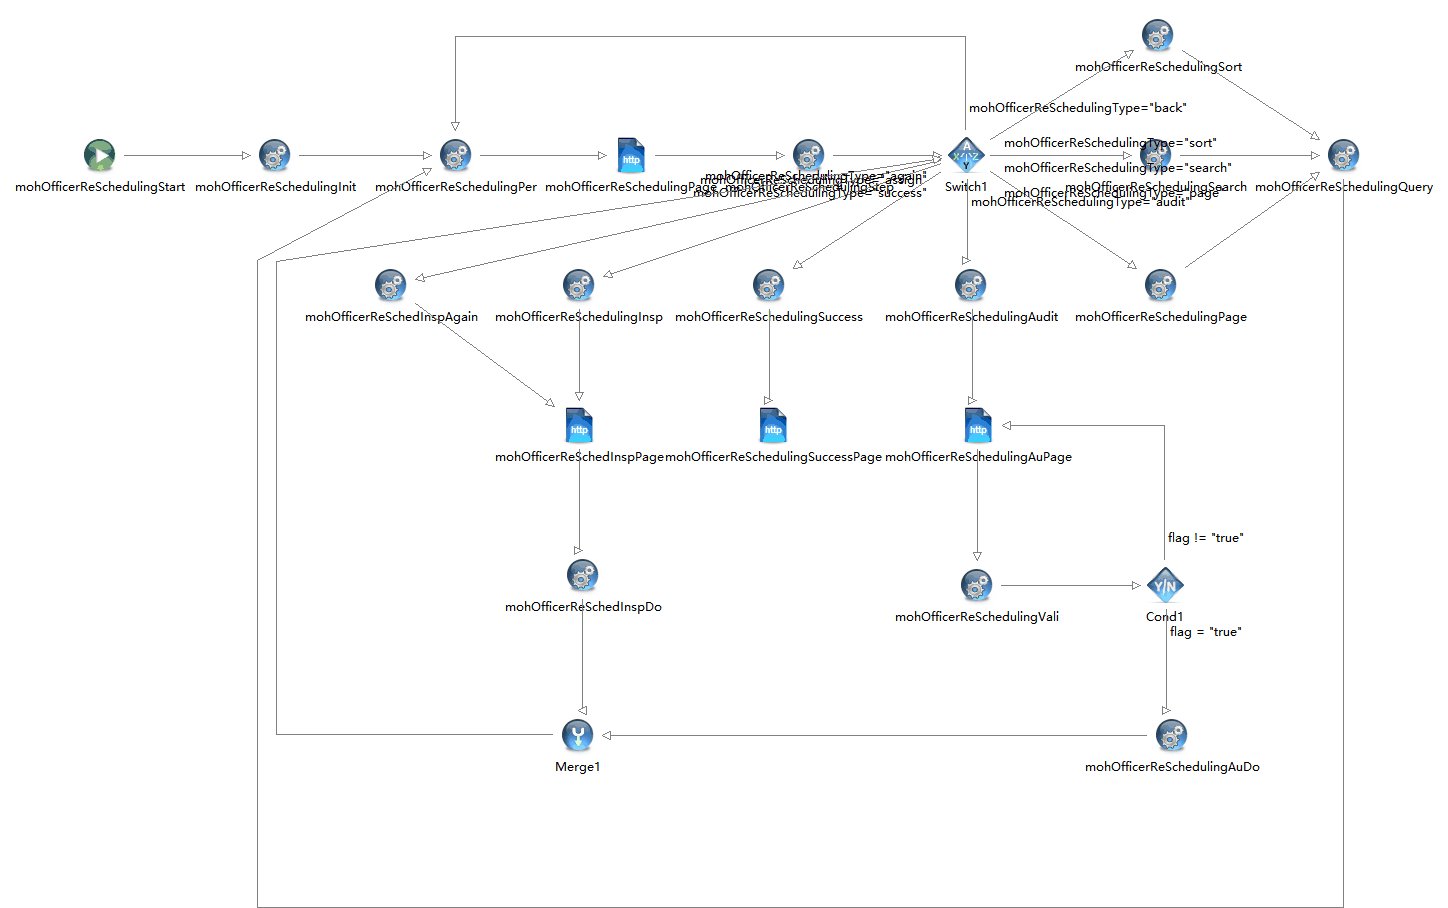 mohOfficerReSchedulingSort
mohOfficerReSchedulingType="back"
mohOfficerReSchedulingType="sort"
mohOfficerReSchedulingType="search"
mohOfficerReSchedulingStart
mohOfficerReSchedulingInit
mohOfficerReSchedulingPer
http
mohOfficerReSchedulingPage
mohOfficerReSchedulingStep
mohOfficerReSchedulingType="again"
mohOfficerReSchedulingType="assign"
mohOfficerReSchedulingType="success"
A
X Z
Y
Switch1
mohOfficerReSchedulingSearch
mohOfficerReSchedulingType="page"
mohOfficerReSchedulingType="audit"
mohOfficerReSchedulingQuery
mohOfficerReSchedInspAgain
mohOfficerReSchedulingInsp
mohOfficerReSchedulingSuccess
mohOfficerReSchedulingAudit
mohOfficerReSchedulingPage
http
http
http
mohOfficerReSchedInspPage
mohOfficerReSchedulingSuccessPage
mohOfficerReSchedulingAuPage
flag != "true"
Y/N
mohOfficerReSchedInspDo
mohOfficerReSchedulingVali
Cond1
flag = "true"
Merge1
mohOfficerReSchedulingAuDo